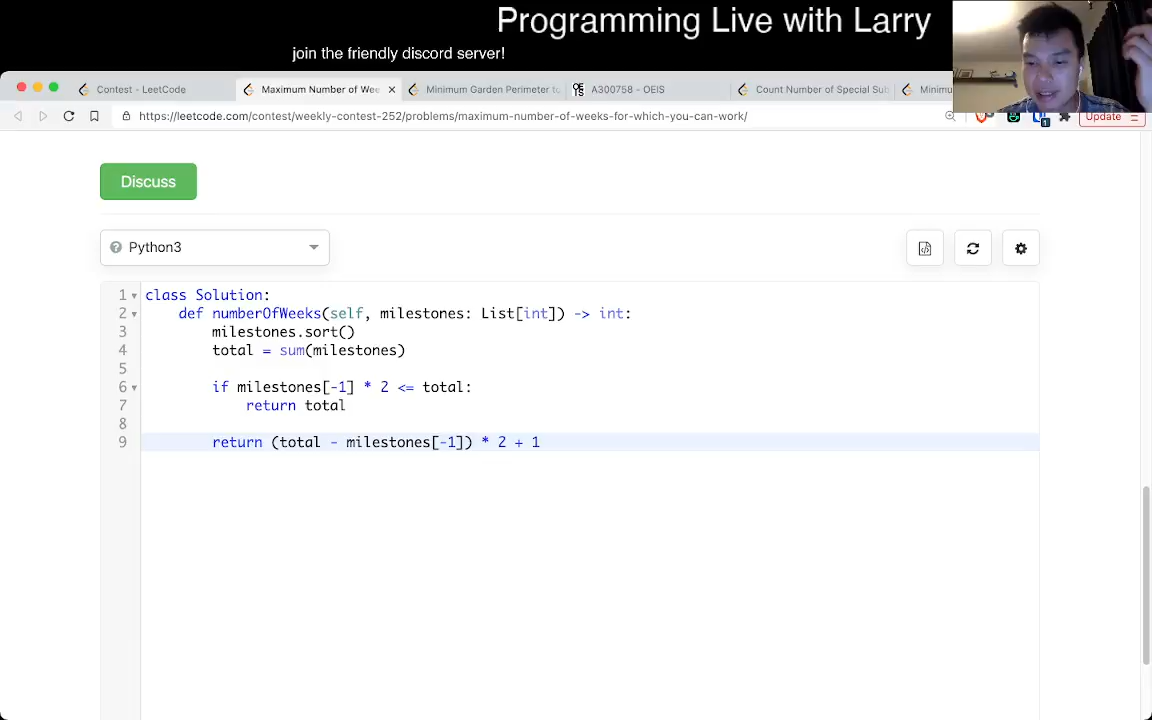 Programming Live with Larry
join the friendly discord server!
Contest - LeetCode
Maximum Number of Wee
Minimum Garden Perimeter to
A300758 - OEIS
Count Number of Special Sub
Minimu
https://leetcode.com/contest/weekly-contest-252/problems/maximum-number-of-weeks-for-which-you-can-work/
Update
Discuss
Python3
1 class Solution:
2 def numberOfWeeks(self, milestones: List[int]) -> int:
3 milestones.sort()
4 total = sum(milestones)
5
6 if milestones[-1] * 2 <= total:
7 return total
8
9 return (total - milestones[-1]) * 2 + 1